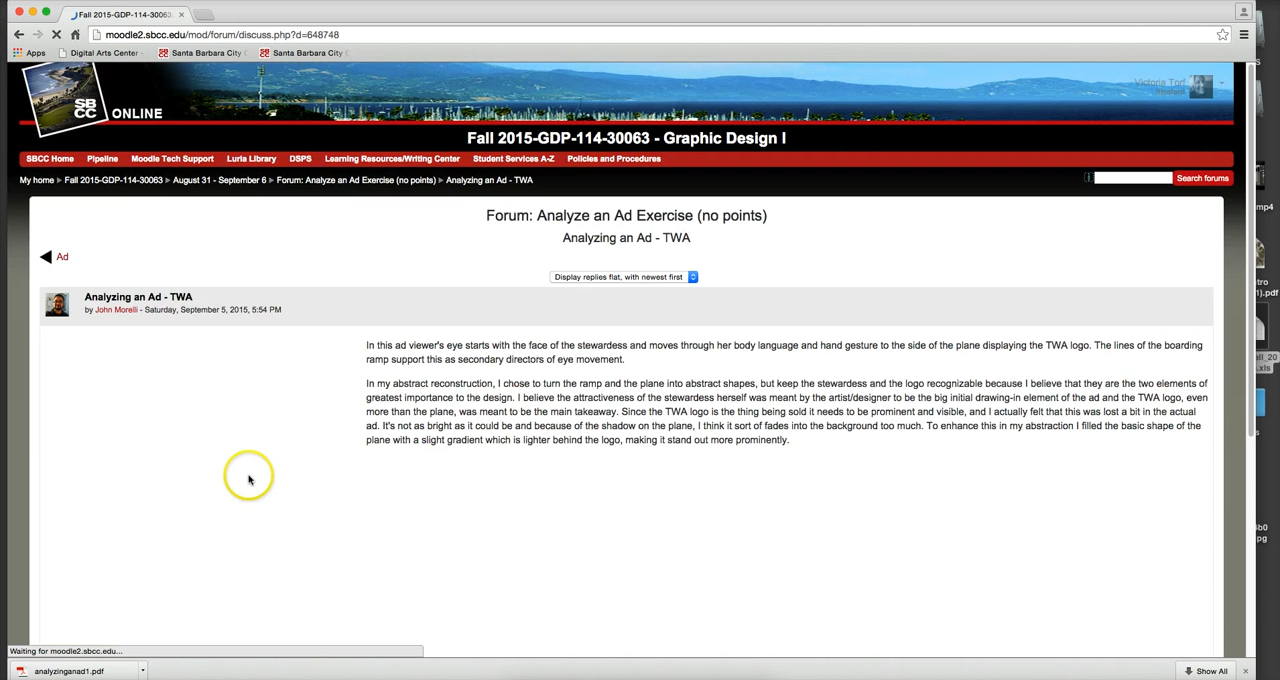 Fall 2015-GDP-114-30063:
moodle2.sbcc.edu/mod/forum/discuss.php?d=648748
Apps Digital Arts Center Santa Barbara City Santa Barbara City
SB
CC ONLINE
Victoria Torf
Student
Fall 2015-GDP-114-30063 - Graphic Design I
SBCC Home Pipeline Moodle Tech Support Luria Library DSPS Learning Resources/Writing Center Student Services A-Z Policies and Procedures
My home ▶ Fall 2015-GDP-114-30063 ▶ August 31 - September 6 ▶ Forum: Analyze an Ad Exercise (no points) ▶ Analyzing an Ad - TWA
Search forums
Forum: Analyze an Ad Exercise (no points)
Analyzing an Ad - TWA
Ad
Display replies flat, with newest first
Analyzing an Ad - TWA
by John Morelli - Saturday, September 5, 2015, 5:54 PM
In this ad viewer's eye starts with the face of the stewardess and moves through her body language and hand gesture to the side of the plane displaying the TWA logo. The lines of the boarding
ramp support this as secondary directors of eye movement.
In my abstract reconstruction, I chose to turn the ramp and the plane into abstract shapes, but keep the stewardess and the logo recognizable because I believe that they are the two elements of
greatest importance to the design. I believe the attractiveness of the stewardess herself was meant by the artist/designer to be the big initial drawing-in element of the ad and the TWA logo, even
more than the plane, was meant to be the main takeaway. Since the TWA logo is the thing being sold it needs to be prominent and visible, and I actually felt that this was lost a bit in the actual
ad. It's not as bright as it could be and because of the shadow on the plane, I think it sort of fades into the background too much. To enhance this in my abstraction I filled the basic shape of the
plane with a slight gradient which is lighter behind the logo, making it stand out more prominently.
Waiting for moodle2.sbcc.edu...
analyzinganad1.pdf
Show All
mp4
tro
).pdf
all_20
.xls
4b0
pg